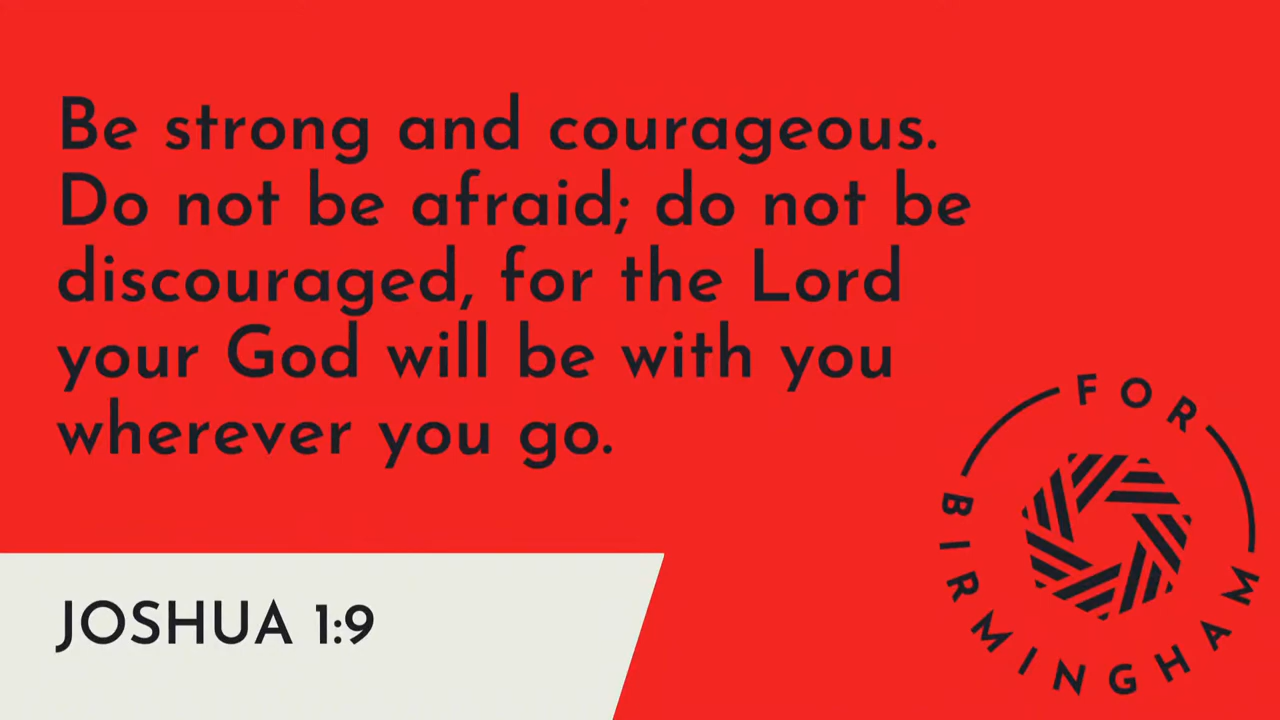 Be strong and courageous.
Do not be afraid; do not be
discouraged, for the Lord
your God will be with you
wherever you go.
JOSHUA 1:9
FOR
BIRMINGHAM